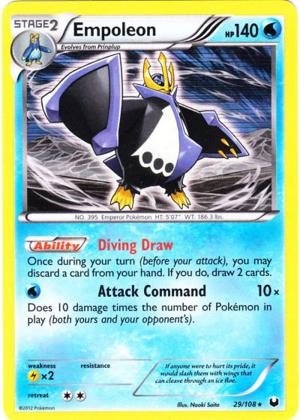 STAGE2
Empoleon
HP140
Evolves from Prinplup
NO. 395 Emperor Pokémon HT: 5'07" WT: 186.3 lbs.
Ability Diving Draw
Once during your turn (before your attack), you may
discard a card from your hand. If you do, draw 2 cards.
Attack Command 10×
Does 10 damage times the number of Pokémon in
play (both yours and your opponent's).
weakness
resistance
×2
retreat
If anyone were to hurt its pride, it
would slash them with wings that
can cleave through an ice floe.
Illus. Naoki Saito
29/108
©2012 Pokémon